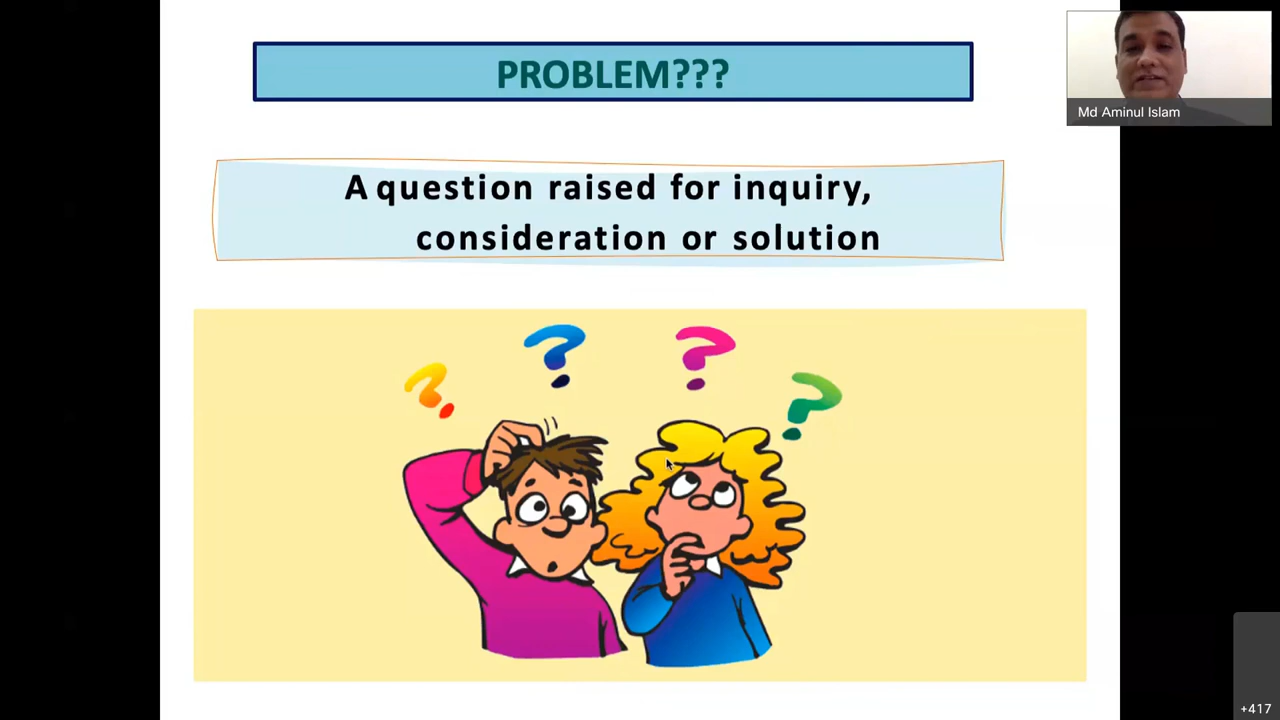 PROBLEM???
Md Aminul Islam
A question raised for inquiry,
consideration or solution
? ? ? ?
+417